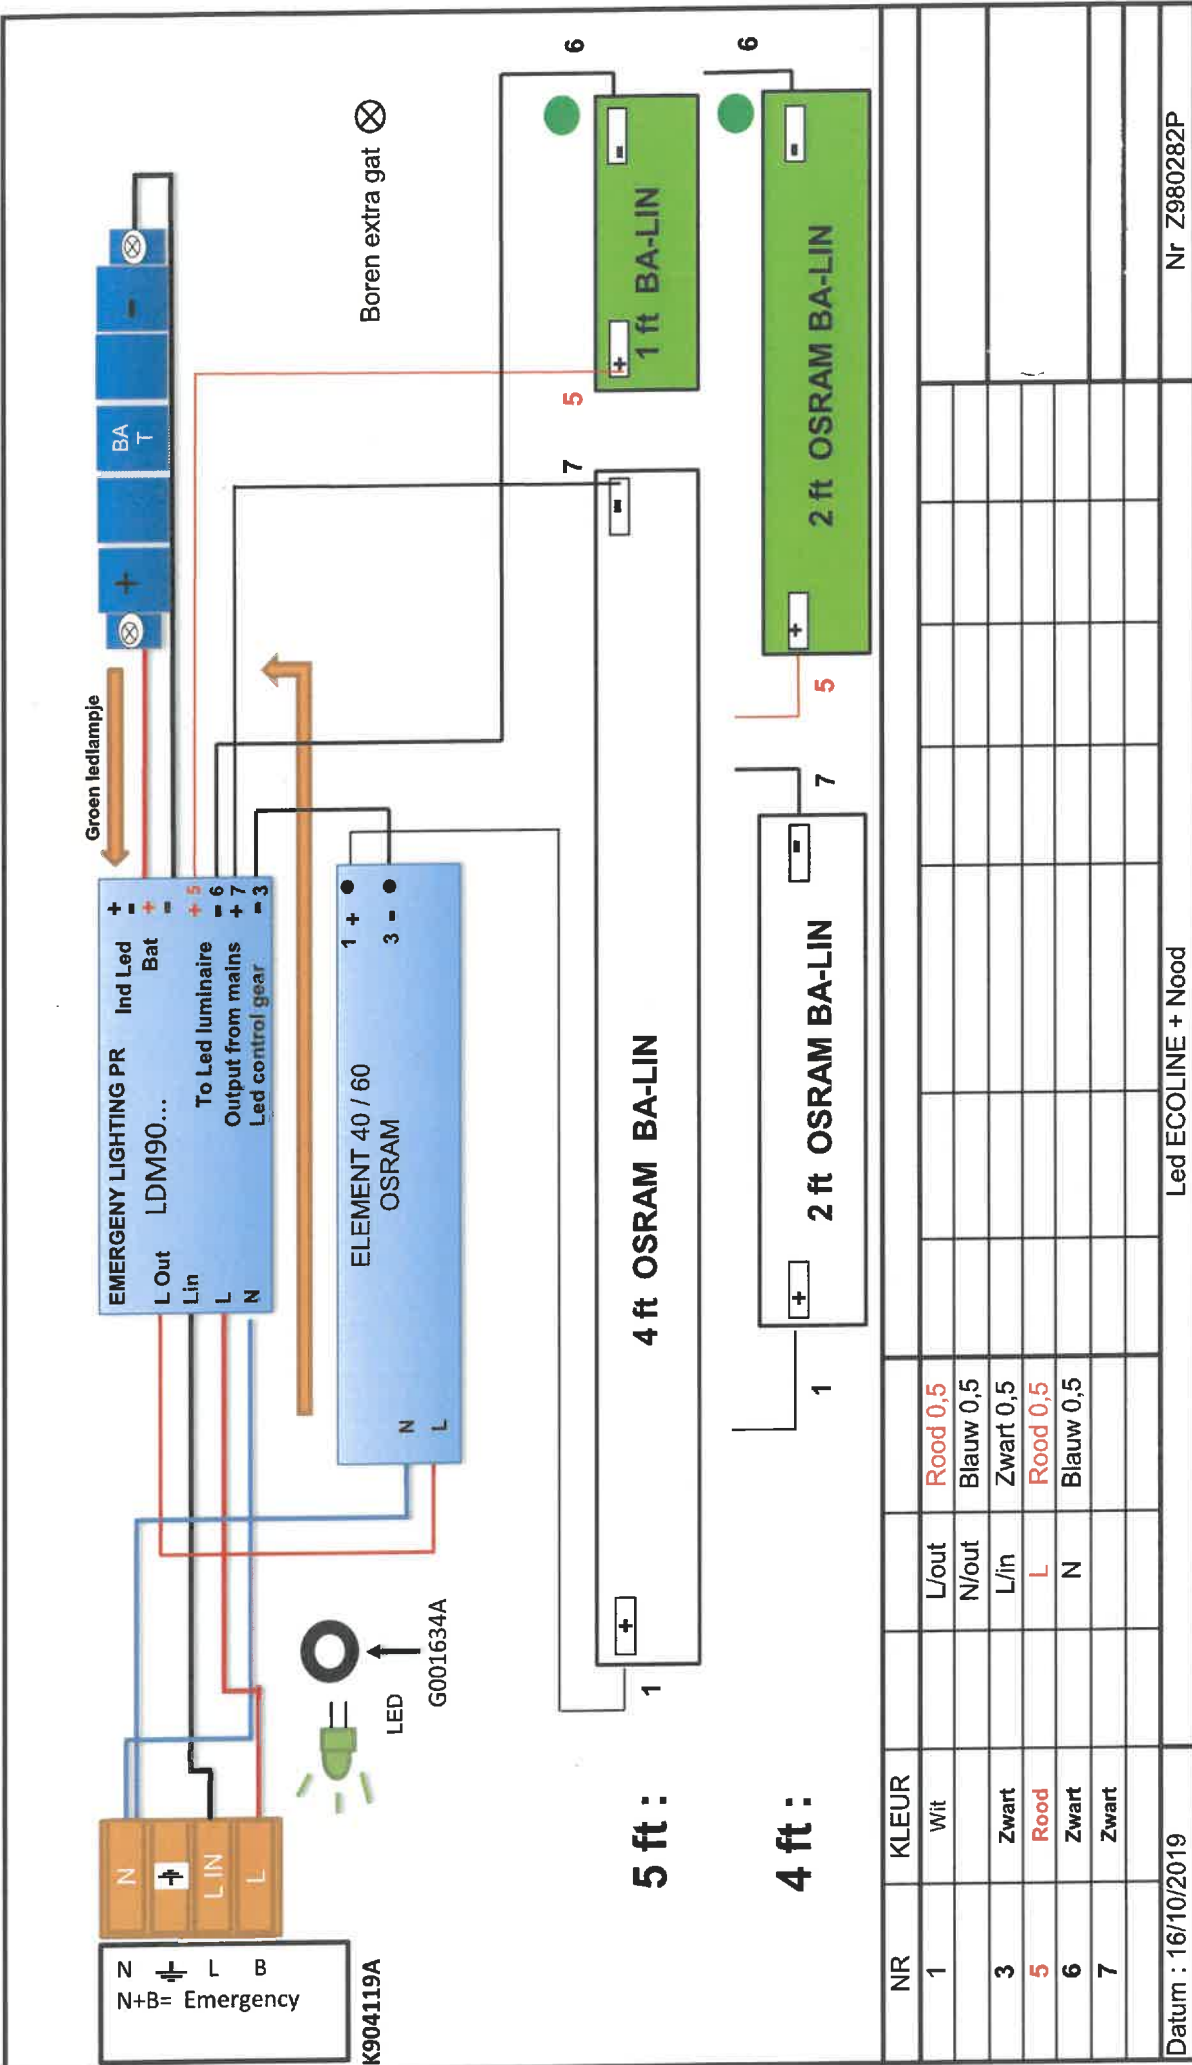 N ⏚ L B
N+B= Emergency
K904119A
N
L IN
L
LED
G001634A
EMERGENY LIGHTING PR
LDM90...
L Out
Lin
L
N
Ind Led + -
Bat + -
To Led luminaire + 5 - 6
Output from mains + 7
Led control gear - 3
Groen ledlampje
+ BA T -
Boren extra gat ⊗
ELEMENT 40 / 60
OSRAM
N
L
1 +
3 -
5 ft :
1
+ 4 ft OSRAM BA-LIN -
7
5
+ 1 ft BA-LIN -
6
4 ft :
1
+ 2 ft OSRAM BA-LIN -
7
5
+ 2 ft OSRAM BA-LIN -
6
NR KLEUR
1 Wit L/out Rood 0,5
N/out Blauw 0,5
3 Zwart L/in Zwart 0,5
5 Rood L Rood 0,5
6 Zwart N Blauw 0,5
7 Zwart
Datum : 16/10/2019 Led ECOLINE + Nood Nr Z980282P